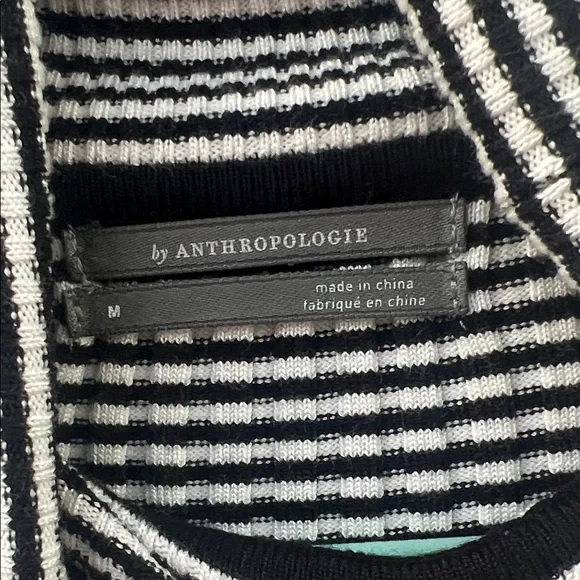 by ANTHROPOLOGIE
M
made in china
fabriqué en chine